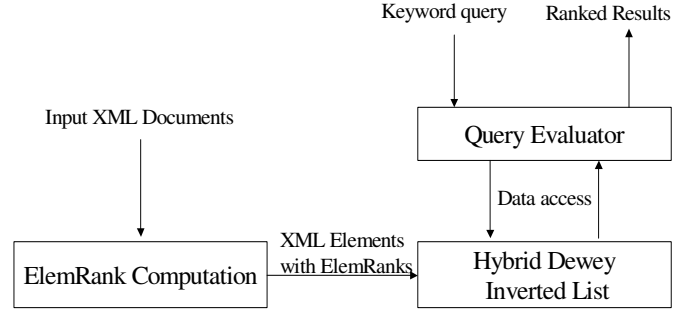 Keyword query
Ranked Results
Input XML Documents
Query Evaluator
Data access
XML Elements
with ElemRanks
ElemRank Computation
Hybrid Dewey
Inverted List